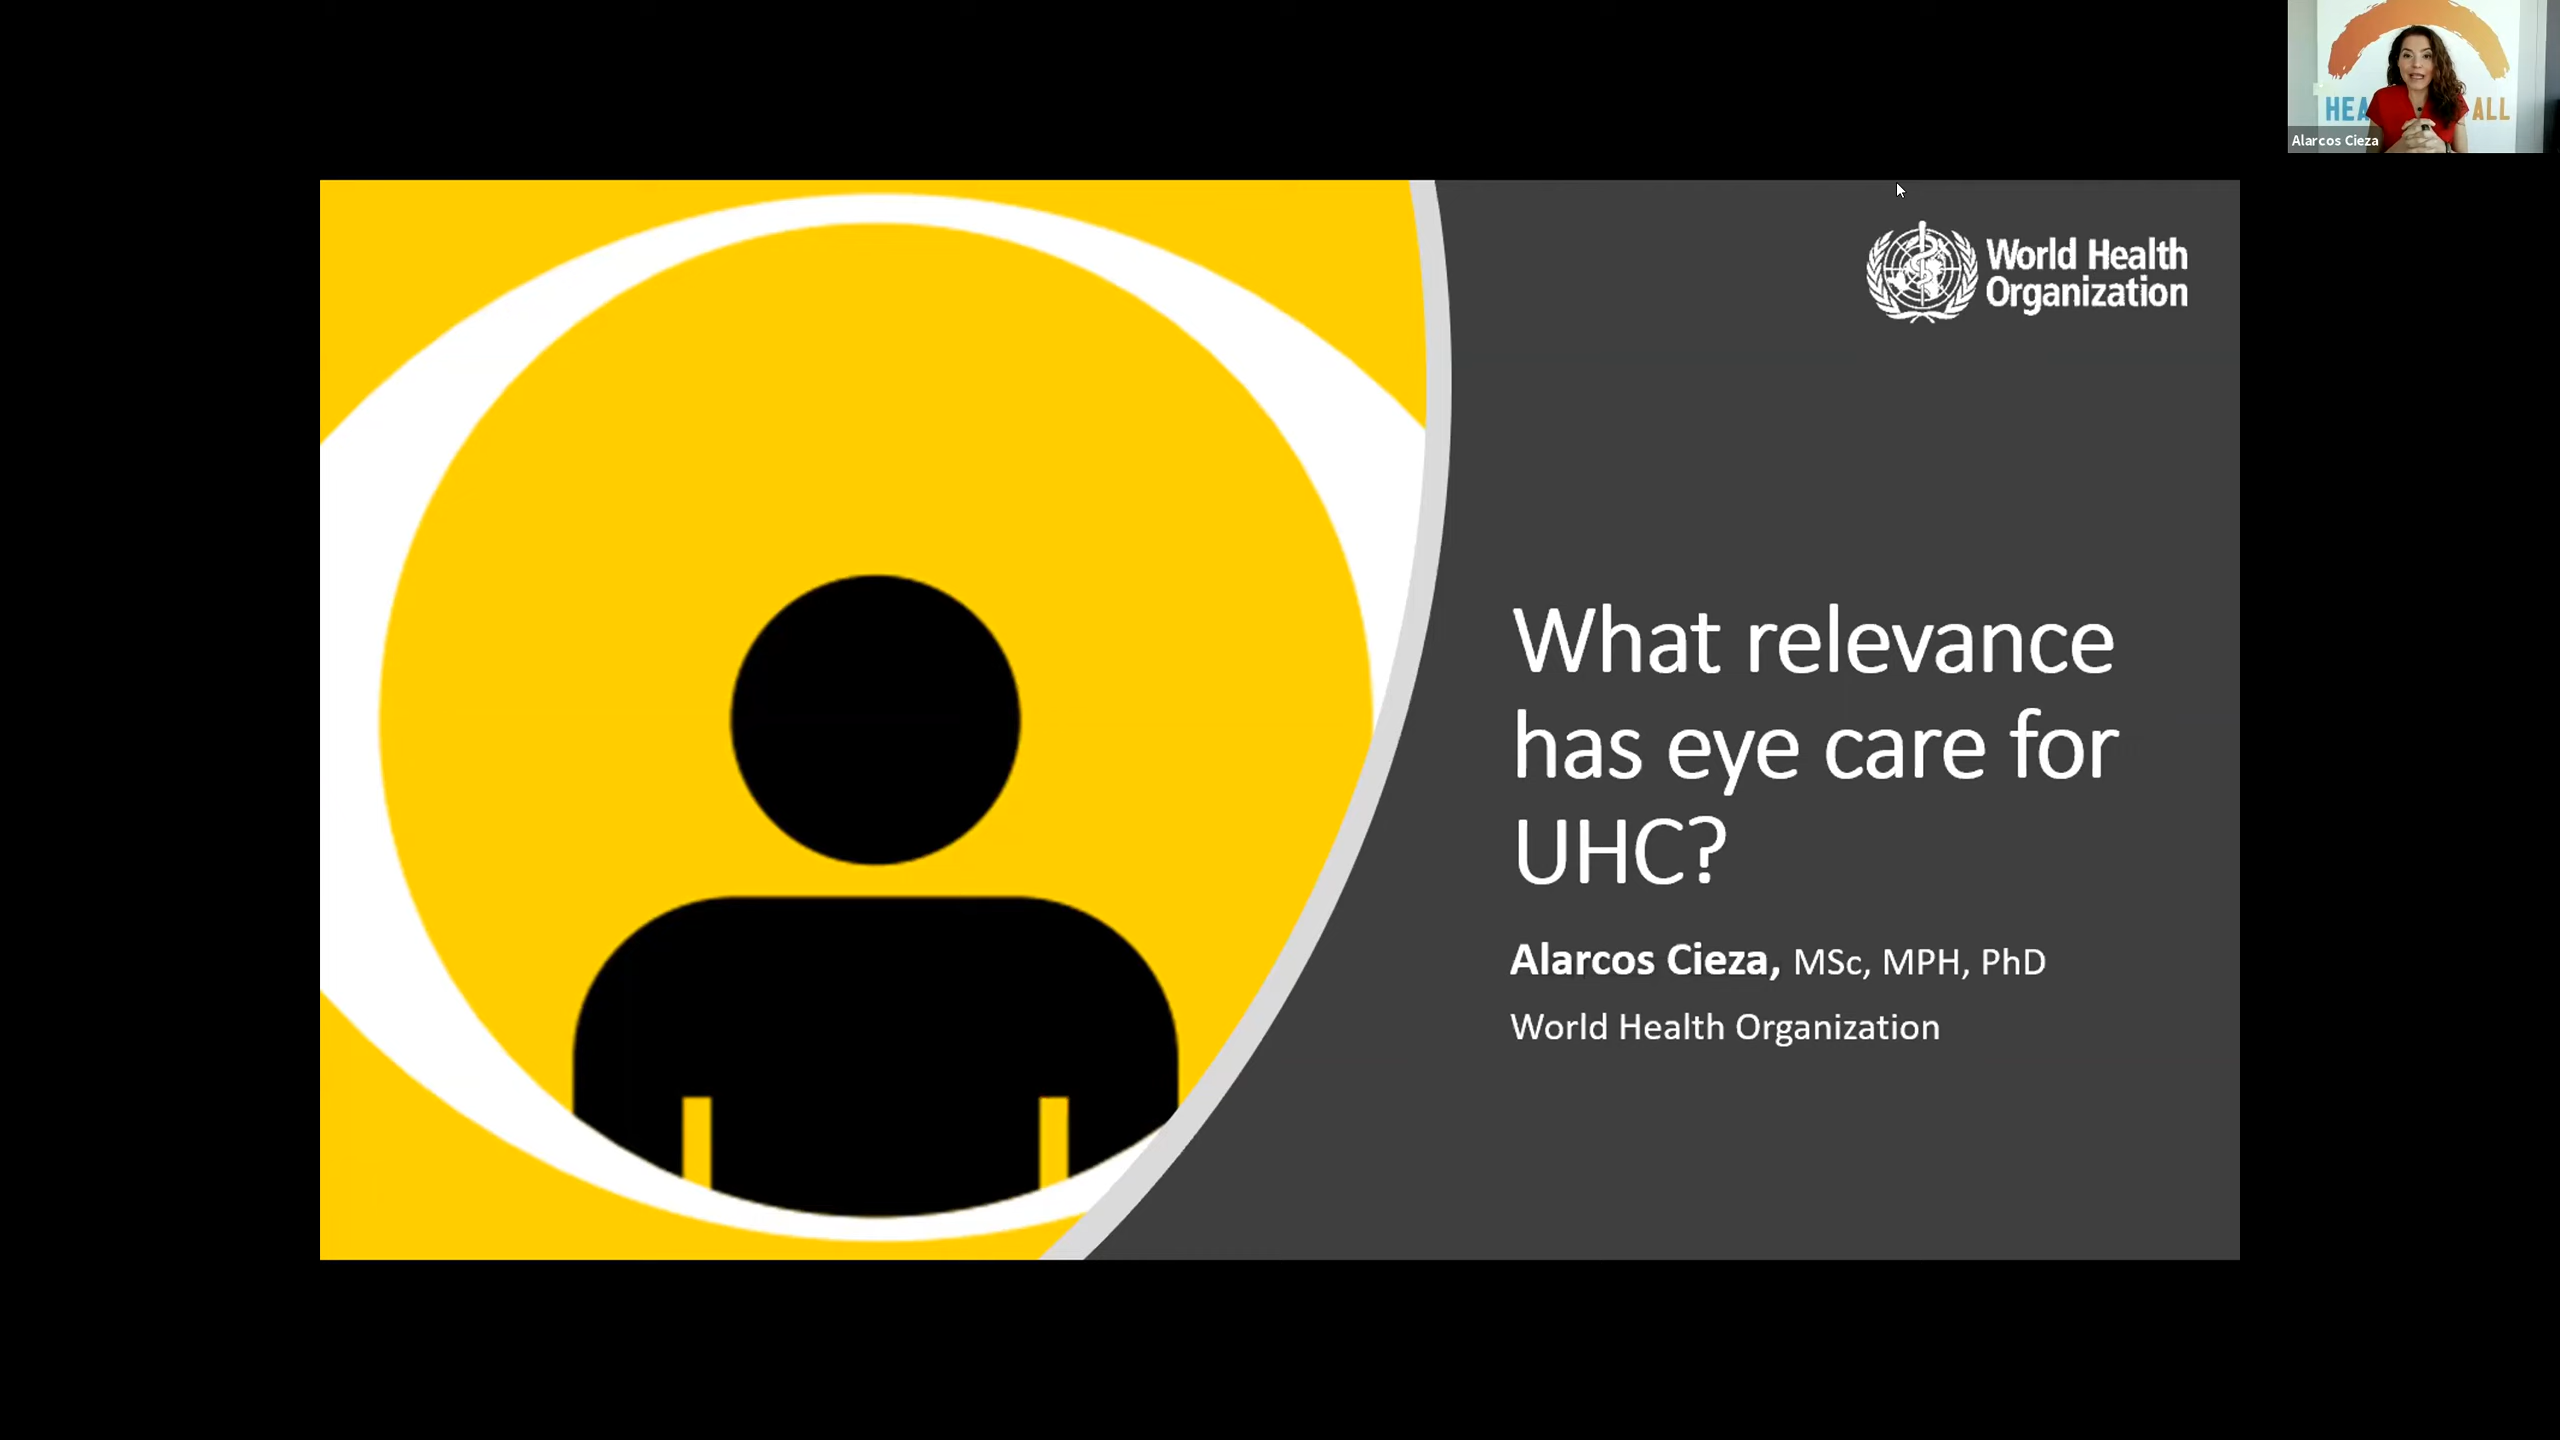 HEA ALL
Alarcos Cieza
World Health
Organization
What relevance
has eye care for
UHC?
Alarcos Cieza, MSc, MPH, PhD
World Health Organization